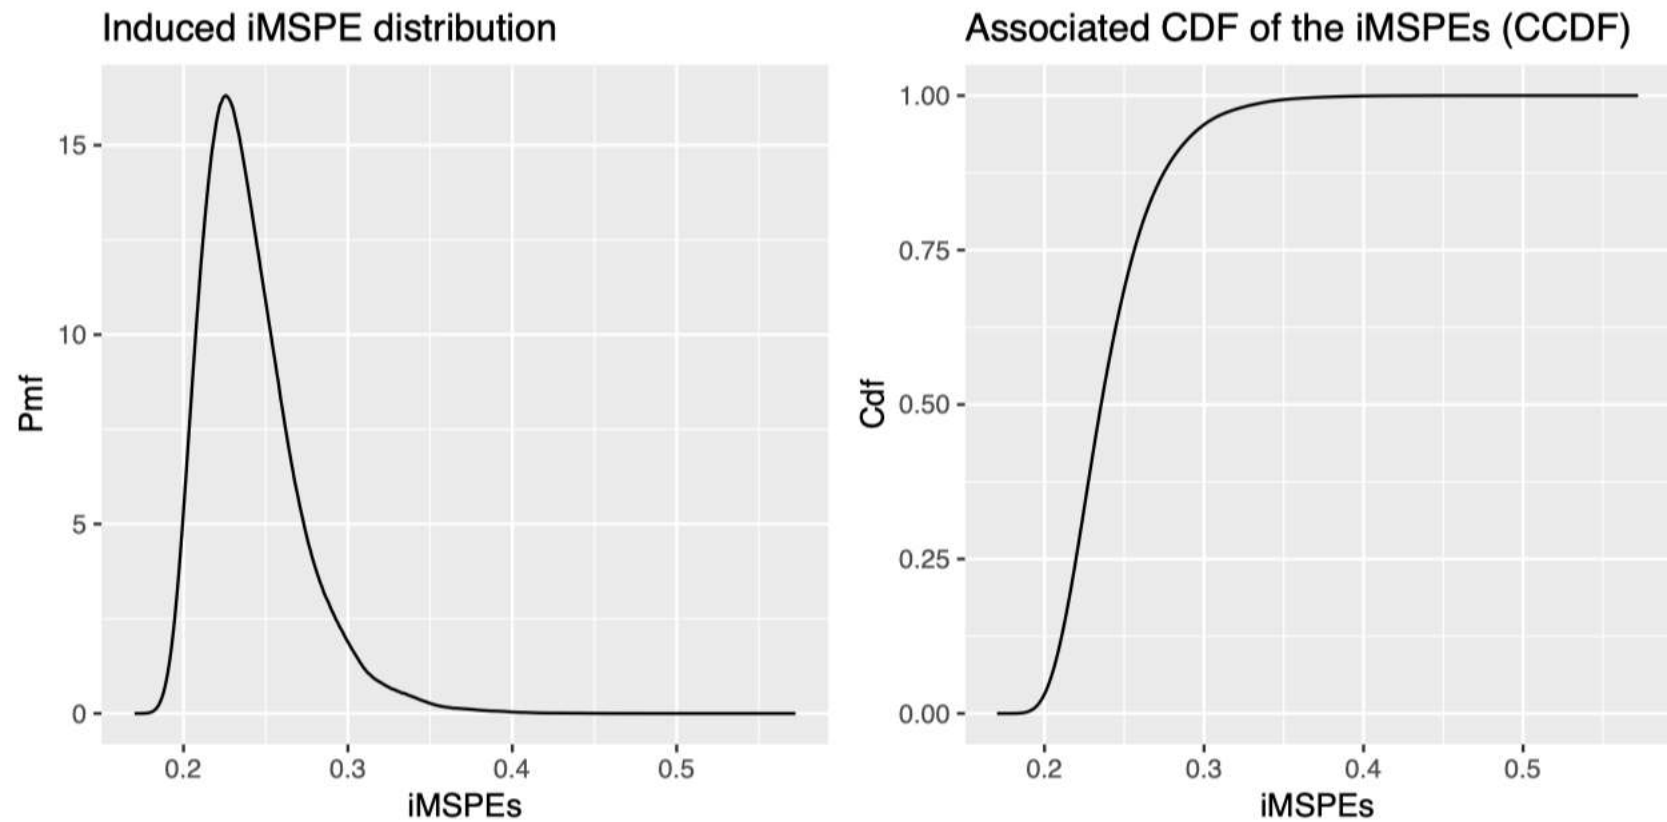 Induced iMSPE distribution
Pmf
15
10
5
0
0.2
0.3
0.4
0.5
iMSPEs
Associated CDF of the iMSPEs (CCDF)
Cdf
1.00
0.75
0.50
0.25
0.00
0.2
0.3
0.4
0.5
iMSPEs